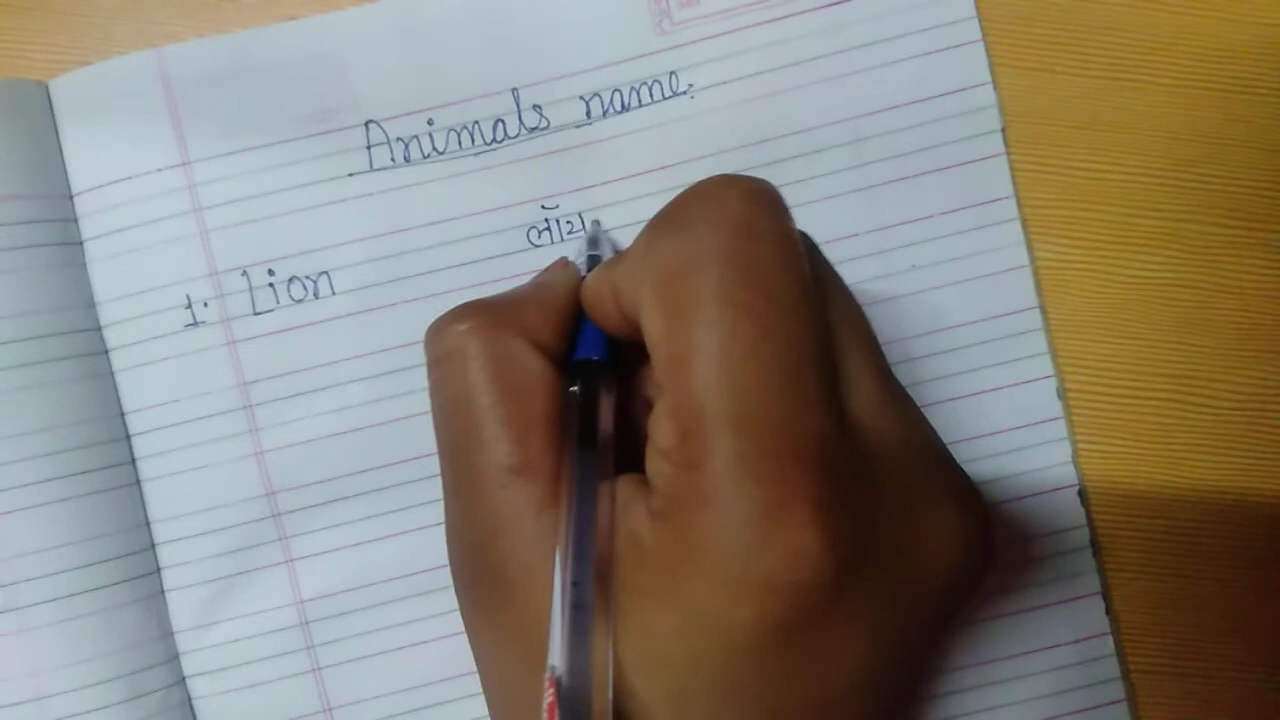 Animals name:
लॉय
1. Lion